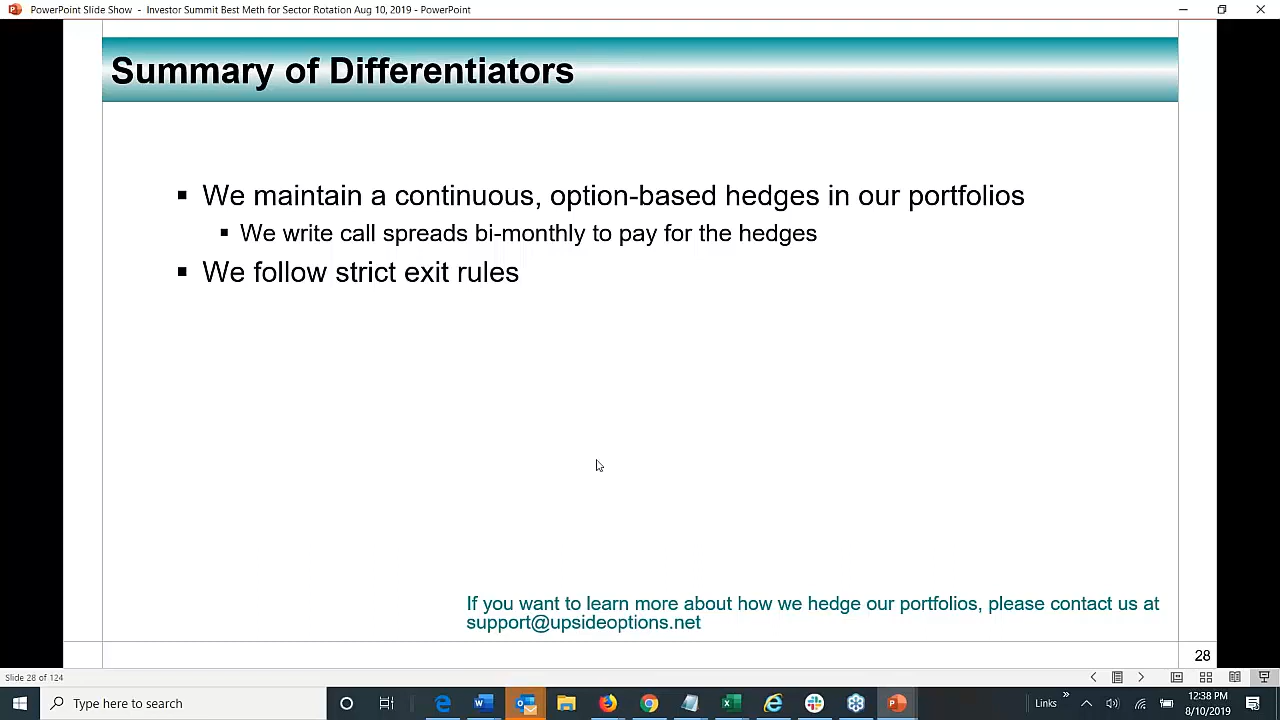 PowerPoint Slide Show - Investor Summit Best Meth for Sector Rotation Aug 10, 2019 - PowerPoint
Summary of Differentiators
We maintain a continuous, option-based hedges in our portfolios
We write call spreads bi-monthly to pay for the hedges
We follow strict exit rules
If you want to learn more about how we hedge our portfolios, please contact us at
support@upsideoptions.net
28
Slide 28 of 124
Type here to search
Links
12:38 PM
8/10/2019